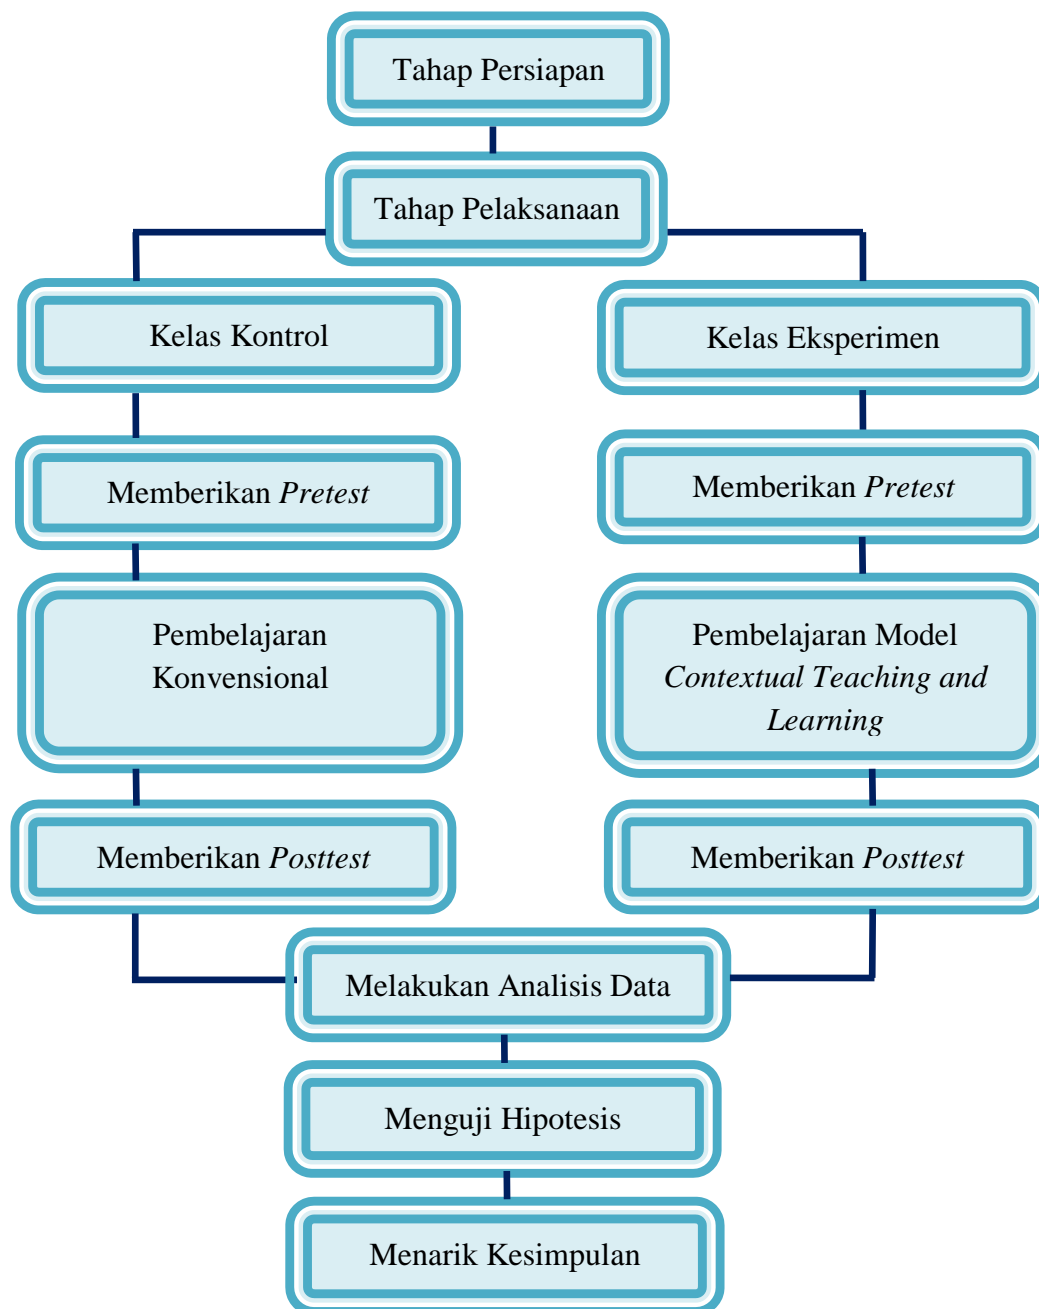 Tahap Persiapan
Tahap Pelaksanaan
Kelas Kontrol
Kelas Eksperimen
Memberikan Pretest
Memberikan Pretest
Pembelajaran
Konvensional
Pembelajaran Model
Contextual Teaching and
Learning
Memberikan Posttest
Memberikan Posttest
Melakukan Analisis Data
Menguji Hipotesis
Menarik Kesimpulan